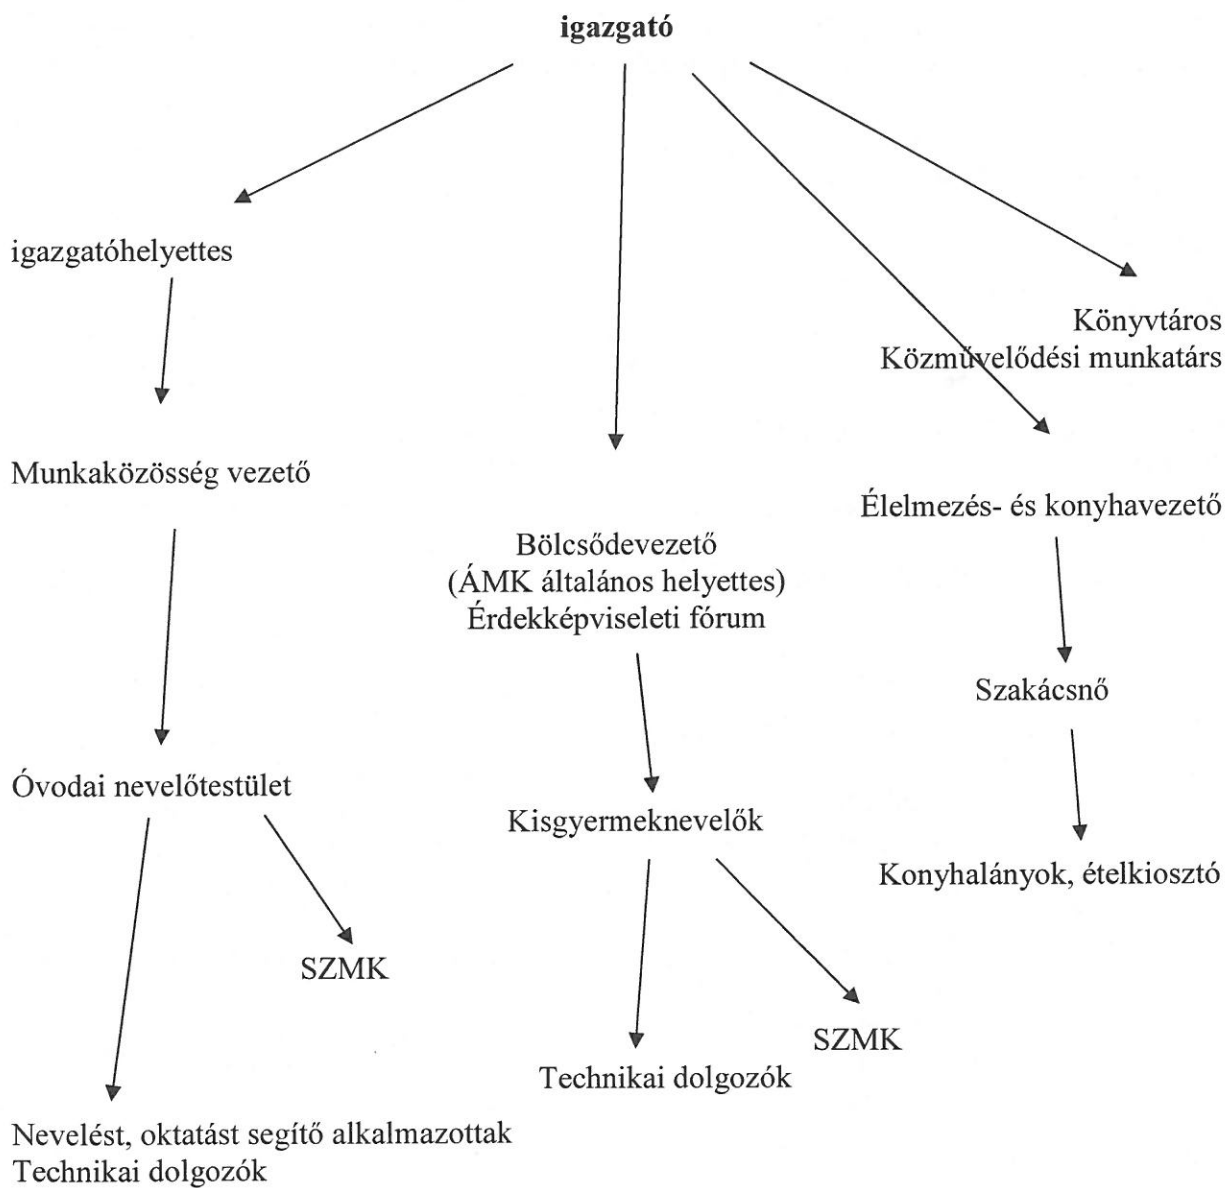 igazgató
igazgatóhelyettes
Könyvtáros
Közművelődési munkatárs
Munkaközösség vezető
Élelmezés- és konyhavezető
Bölcsődevezető
(ÁMK általános helyettes)
Érdekképviseleti fórum
Szakácsnő
Óvodai nevelőtestület
Kisgyermeknevelők
Konyhalányok, ételkiosztó
SZMK
SZMK
Technikai dolgozók
Nevelést, oktatást segítő alkalmazottak
Technikai dolgozók